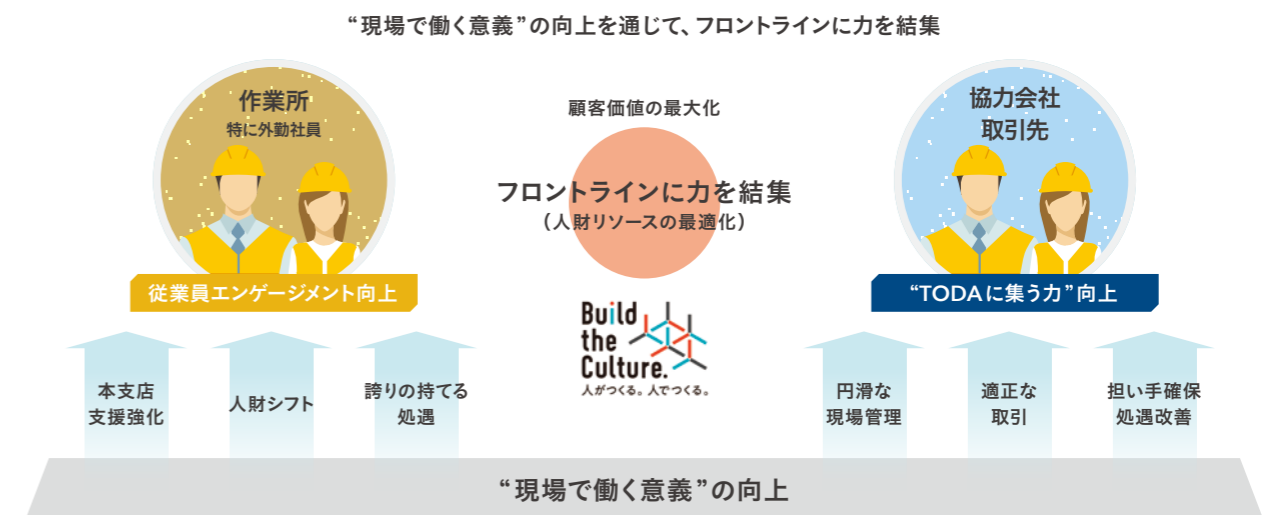 “現場で働く意義”の向上を通じて、フロントラインに力を結集
作業所
特に外勤社員
従業員エンゲージメント向上
本支店
支援強化
人財シフト
誇りの持てる
処遇
顧客価値の最大化
フロントラインに力を結集
（人財リソースの最適化）
Build
the
Culture.
人がつくる。人でつくる。
協力会社
取引先
“TODAに集う力”向上
円滑な
現場管理
適正な
取引
担い手確保
処遇改善
“現場で働く意義”の向上